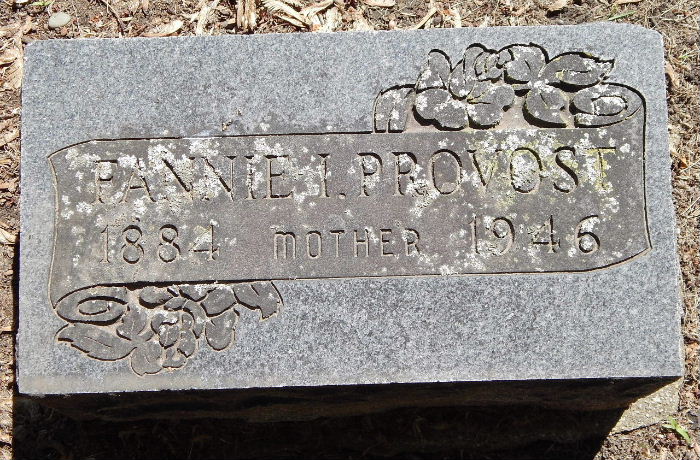 FANNIE I. PROVOST
1884 MOTHER 1946